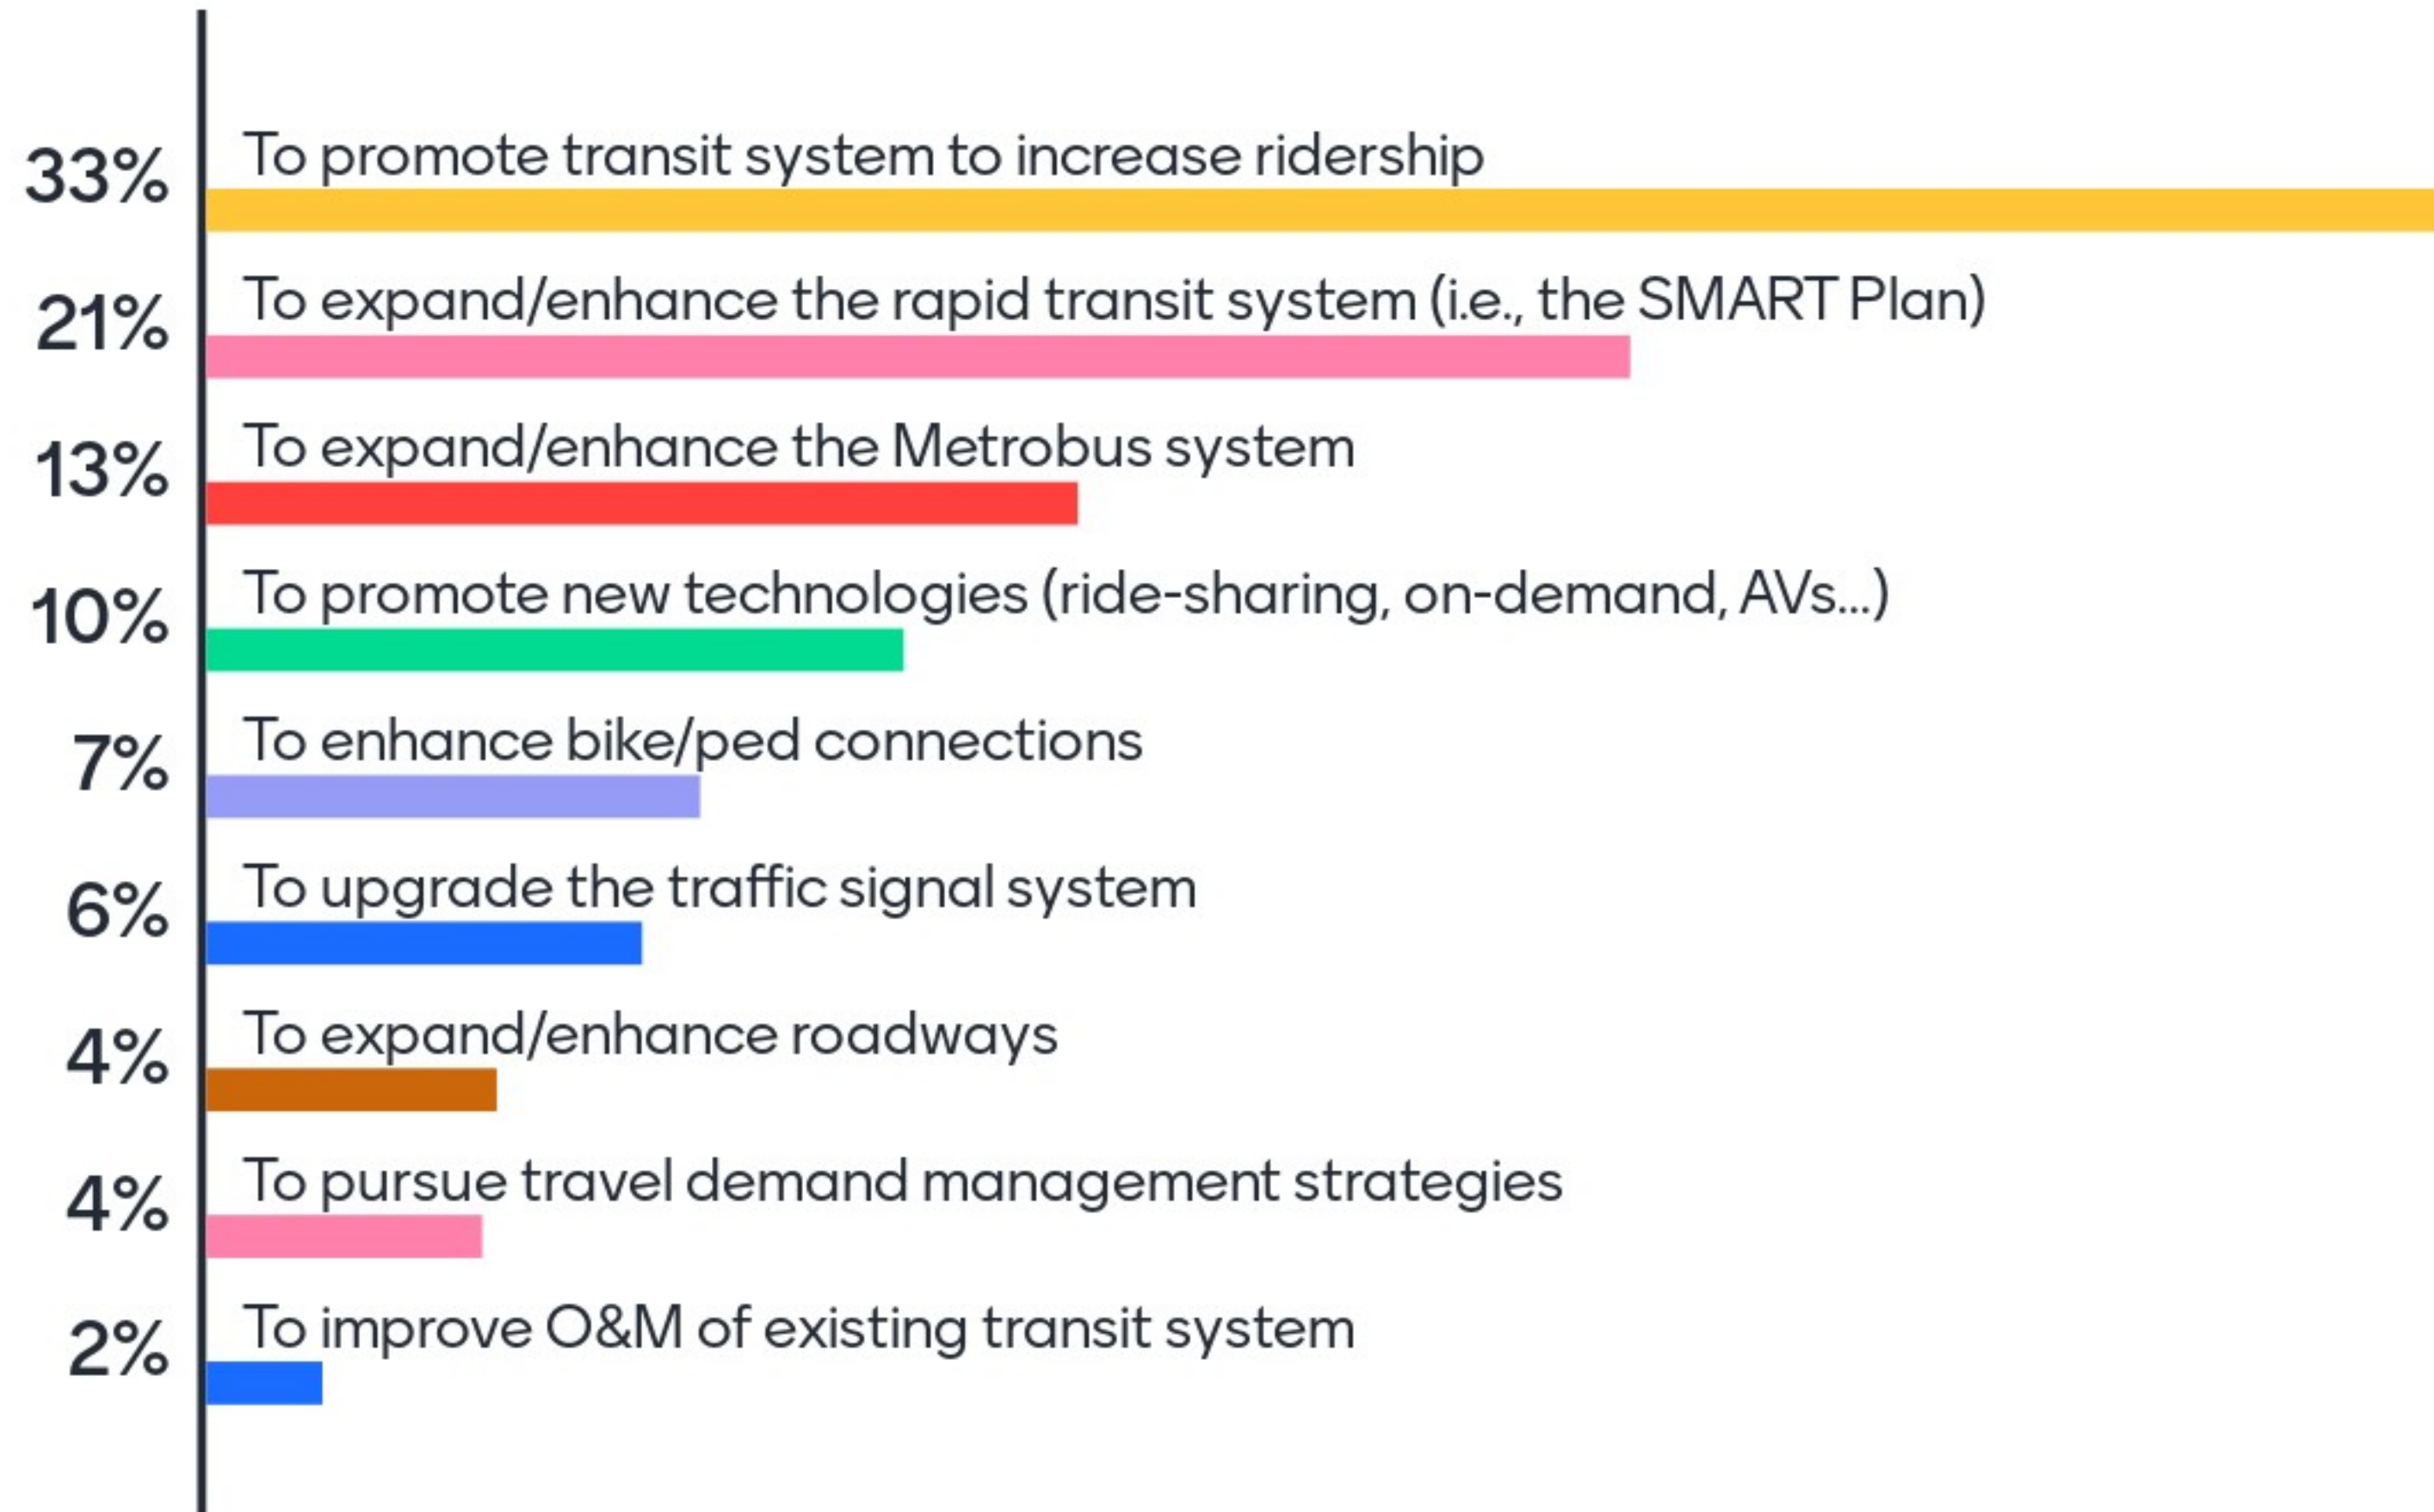 33% To promote transit system to increase ridership
21% To expand/enhance the rapid transit system (i.e., the SMART Plan)
13% To expand/enhance the Metrobus system
10% To promote new technologies (ride-sharing, on-demand, AVs...)
7% To enhance bike/ped connections
6% To upgrade the traffic signal system
4% To expand/enhance roadways
4% To pursue travel demand management strategies
2% To improve O&M of existing transit system